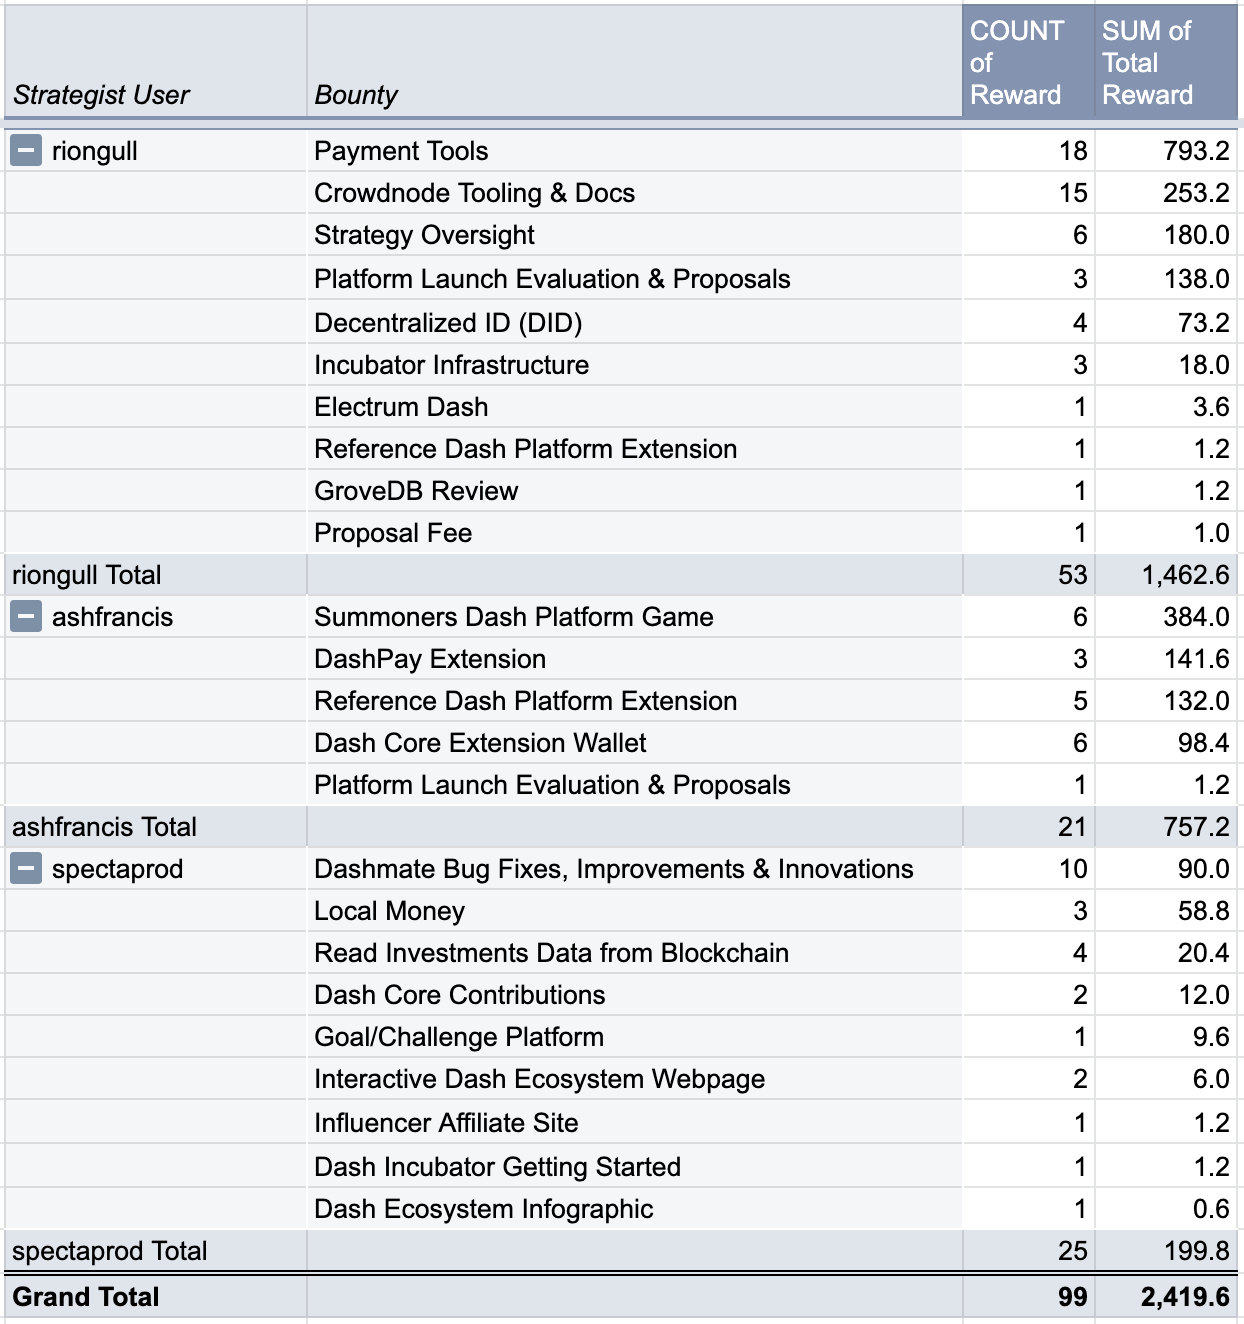 Strategist User Bounty COUNT of Reward SUM of Total Reward
riongull Payment Tools 18 793.2
Crowdnode Tooling & Docs 15 253.2
Strategy Oversight 6 180.0
Platform Launch Evaluation & Proposals 3 138.0
Decentralized ID (DID) 4 73.2
Incubator Infrastructure 3 18.0
Electrum Dash 1 3.6
Reference Dash Platform Extension 1 1.2
GroveDB Review 1 1.2
Proposal Fee 1 1.0
riongull Total 53 1,462.6
ashfrancis Summoners Dash Platform Game 6 384.0
DashPay Extension 3 141.6
Reference Dash Platform Extension 5 132.0
Dash Core Extension Wallet 6 98.4
Platform Launch Evaluation & Proposals 1 1.2
ashfrancis Total 21 757.2
spectaprod Dashmate Bug Fixes, Improvements & Innovations 10 90.0
Local Money 3 58.8
Read Investments Data from Blockchain 4 20.4
Dash Core Contributions 2 12.0
Goal/Challenge Platform 1 9.6
Interactive Dash Ecosystem Webpage 2 6.0
Influencer Affiliate Site 1 1.2
Dash Incubator Getting Started 1 1.2
Dash Ecosystem Infographic 1 0.6
spectaprod Total 25 199.8
Grand Total 99 2,419.6